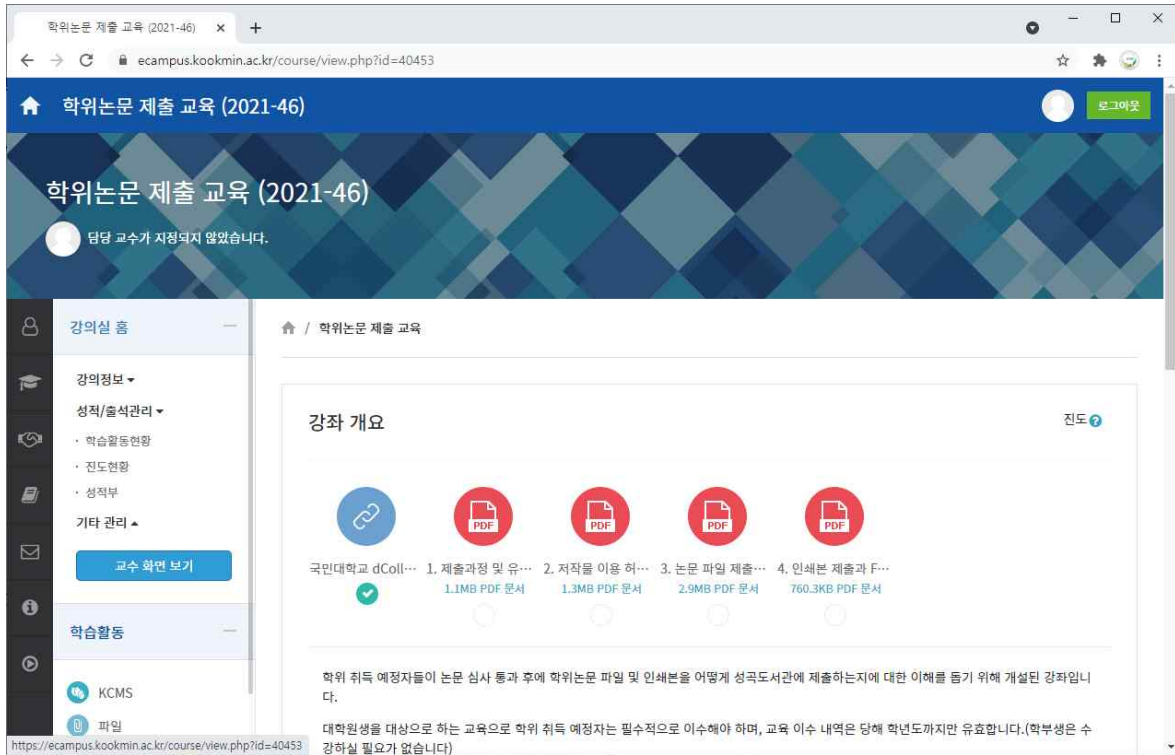 학위논문 제출 교육 (2021-46)
ecampus.kookmin.ac.kr/course/view.php?id=40453
학위논문 제출 교육 (2021-46)
로그아웃
학위논문 제출 교육 (2021-46)
담당 교수가 지정되지 않았습니다.
강의실 홈
/ 학위논문 제출 교육
강의정보
성적/출석관리
· 학습활동현황
· 진도현황
· 성적부
기타 관리
교수 화면 보기
학습활동
KCMS
파일
강좌 개요
진도
PDF
PDF
PDF
PDF
국민대학교 dColl…
1. 제출과정 및 유…
2. 저작물 이용 허…
3. 논문 파일 제출…
4. 인쇄본 제출과 F…
1.1MB PDF 문서
1.3MB PDF 문서
2.9MB PDF 문서
760.3KB PDF 문서
학위 취득 예정자들이 논문 심사 통과 후에 학위논문 파일 및 인쇄본을 어떻게 성곡도서관에 제출하는지에 대한 이해를 돕기 위해 개설된 강좌입니
다.
대학원생을 대상으로 하는 교육으로 학위 취득 예정자는 필수적으로 이수해야 하며, 교육 이수 내역은 당해 학년도까지만 유효합니다.(학부생은 수
강하실 필요가 없습니다)
https://ecampus.kookmin.ac.kr/course/view.php?id=40453